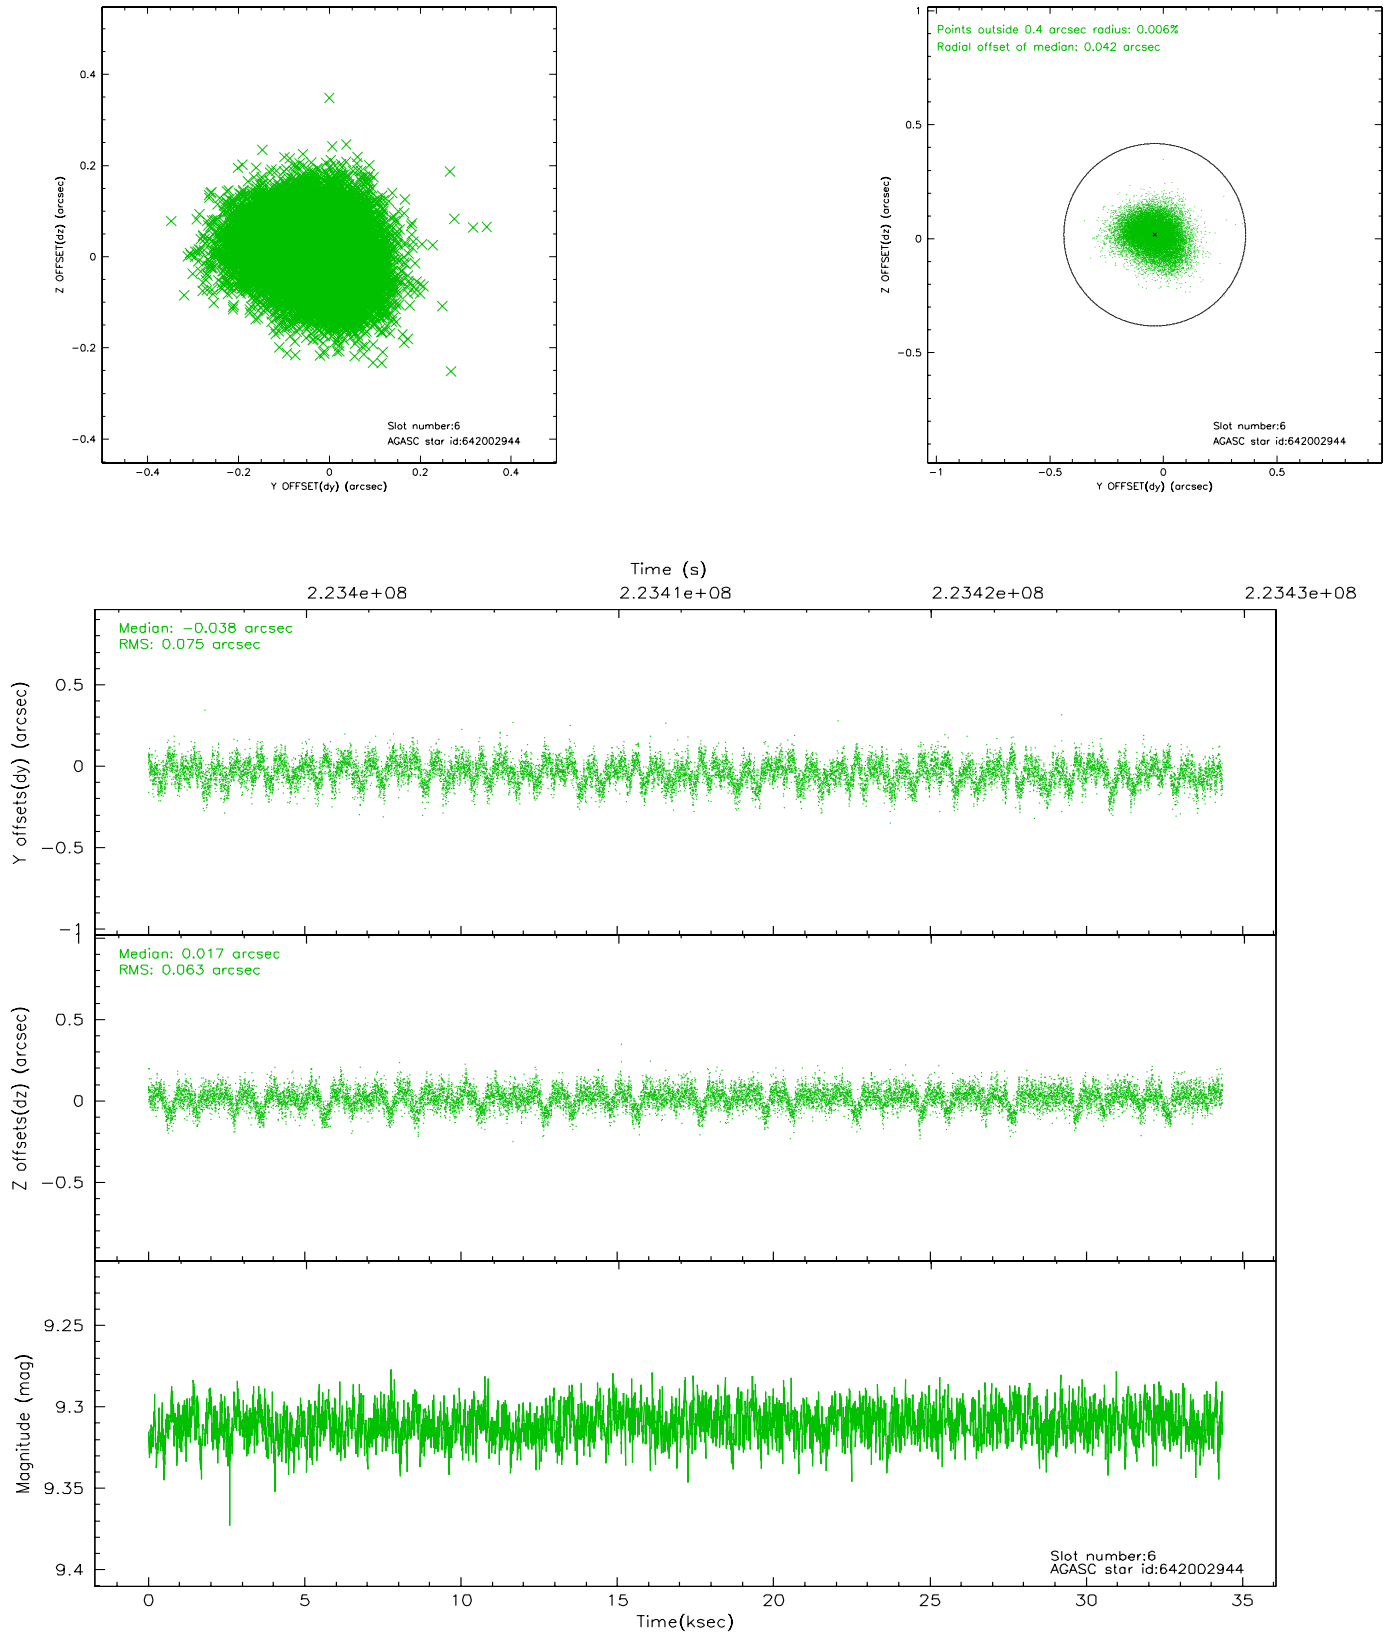 0.4
0.2
0
−0.2
−0.4
Z OFFSET(dz) (arcsec)
Slot number:6
AGASC star id:642002944
−0.4
−0.2
0
0.2
0.4
Y OFFSET(dy) (arcsec)
Points outside 0.4 arcsec radius: 0.006%
Radial offset of median: 0.042 arcsec
1
0.5
0
−0.5
Z OFFSET(dz) (arcsec)
Slot number:6
AGASC star id:642002944
−1
−0.5
0
0.5
Y OFFSET(dy) (arcsec)
Time (s)
2.234e+08
2.2341e+08
2.2342e+08
2.2343e+08
Median: −0.038 arcsec
RMS: 0.075 arcsec
0.5
0
−0.5
−1
Y offsets(dy) (arcsec)
Median: 0.017 arcsec
RMS: 0.063 arcsec
1
0.5
0
−0.5
Z offsets(dz) (arcsec)
9.25
9.3
9.35
9.4
Magnitude (mag)
Slot number:6
AGASC star id:642002944
0
5
10
15
20
25
30
35
Time(ksec)